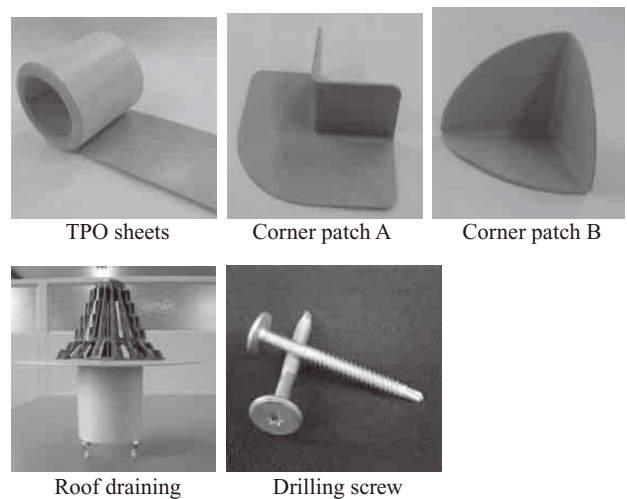 TPO sheets
Corner patch A
Corner patch B
Roof draining
Drilling screw